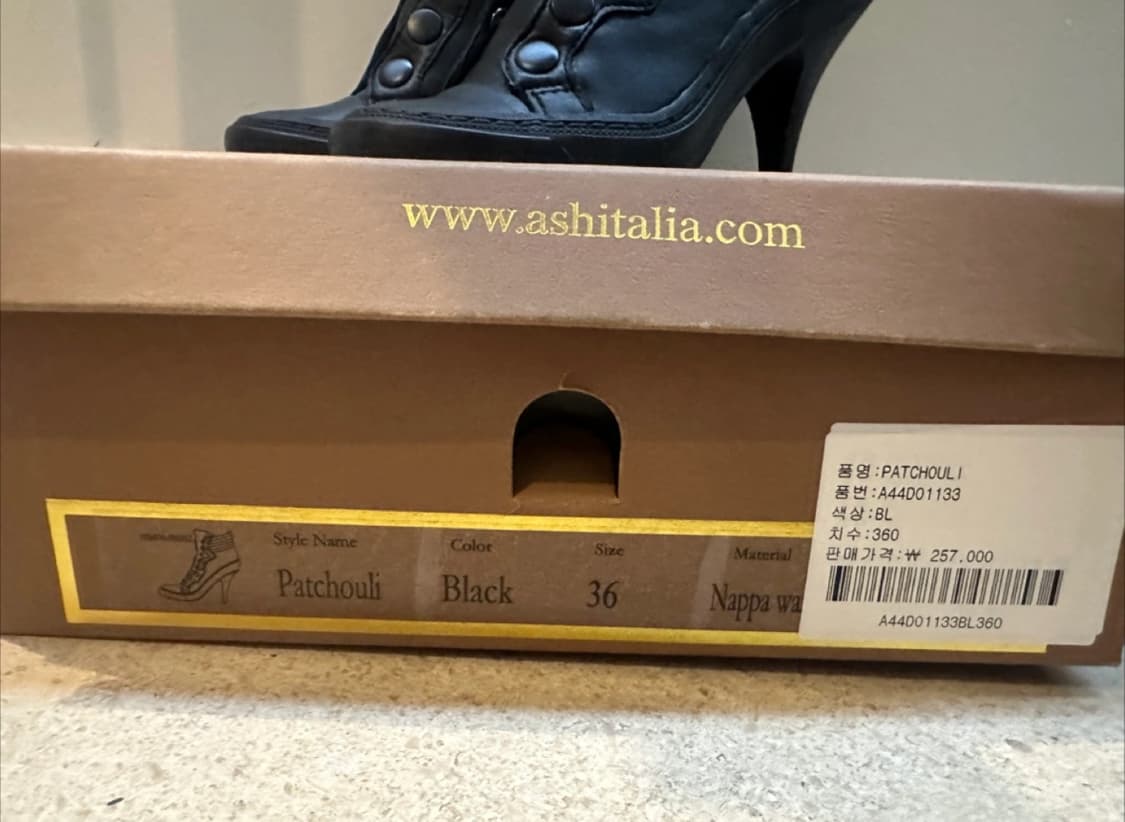 www.ashitalia.com
Style Name Color Size Material
Patchouli Black 36 Nappa wa
품명:PATCHOULI
품번:A44D01133
색상:BL
치수:360
판매가격:₩ 257,000
A44D01133BL360